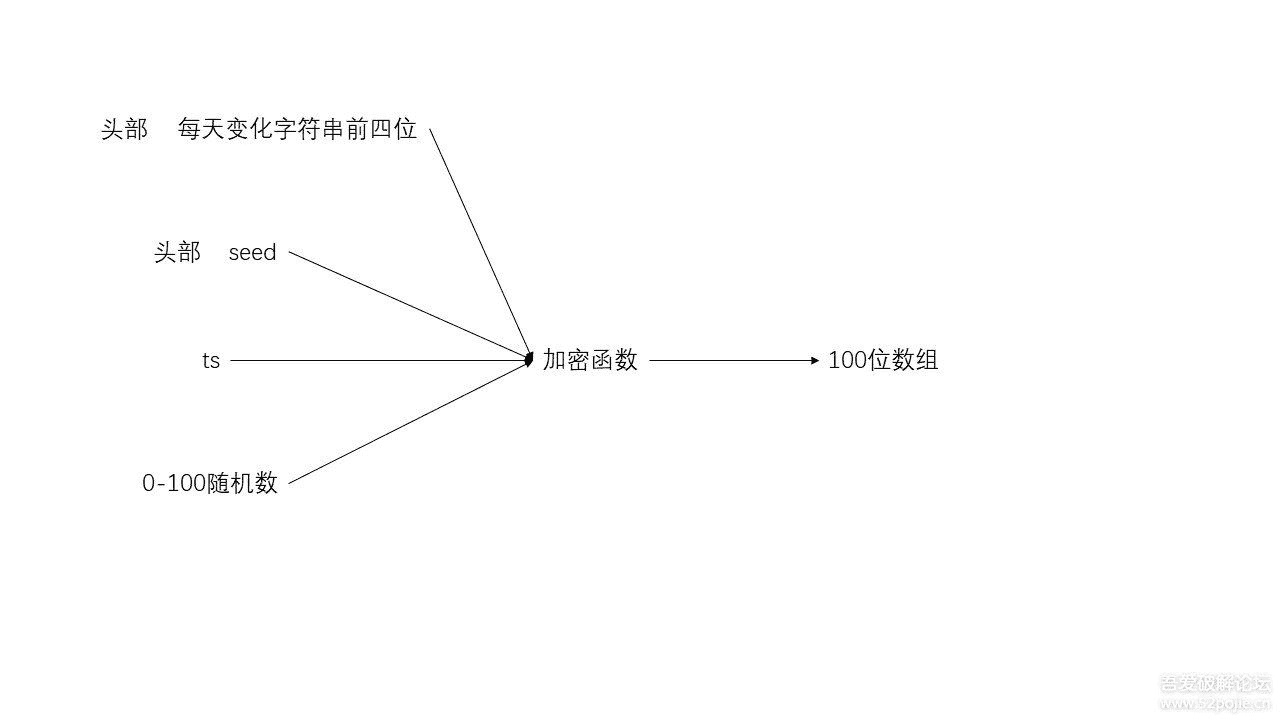 头部 每天变化字符串前四位
头部 seed
ts
加密函数
100位数组
0-100随机数
吾爱破解论坛
www.52pojie.cn